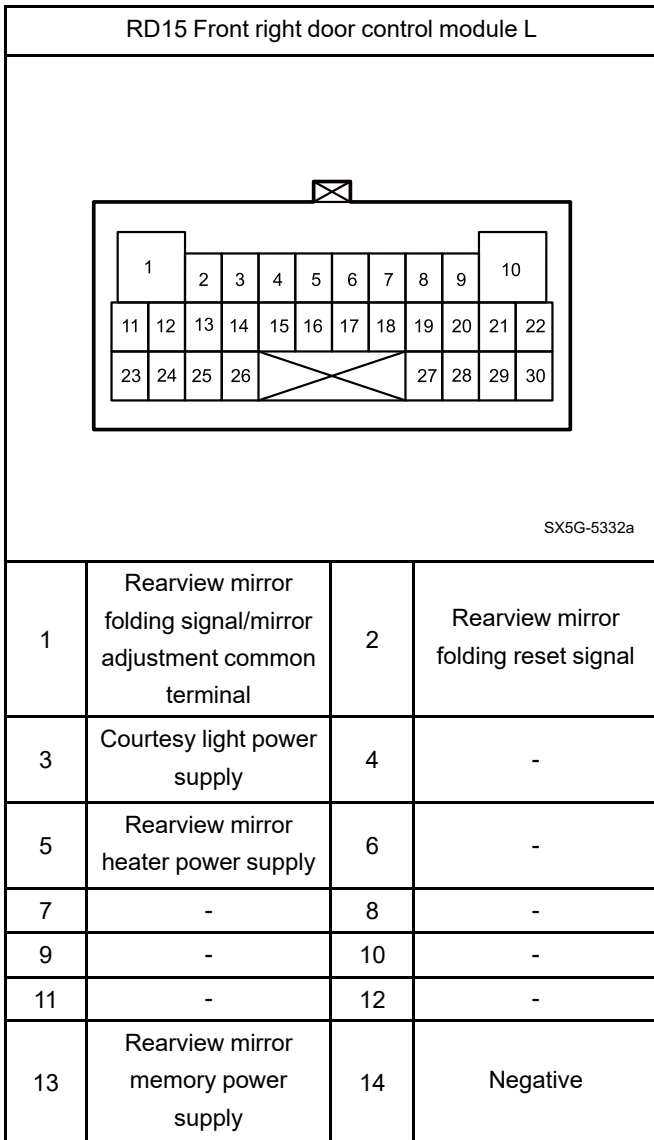 RD15 Front right door control module L
1 2 3 4 5 6 7 8 9 10
11 12 13 14 15 16 17 18 19 20 21 22
23 24 25 26 27 28 29 30
SX5G-5332a
1 Rearview mirror folding signal/mirror adjustment common terminal 2 Rearview mirror folding reset signal
3 Courtesy light power supply 4 -
5 Rearview mirror heater power supply 6 -
7 - 8 -
9 - 10 -
11 - 12 -
13 Rearview mirror memory power supply 14 Negative